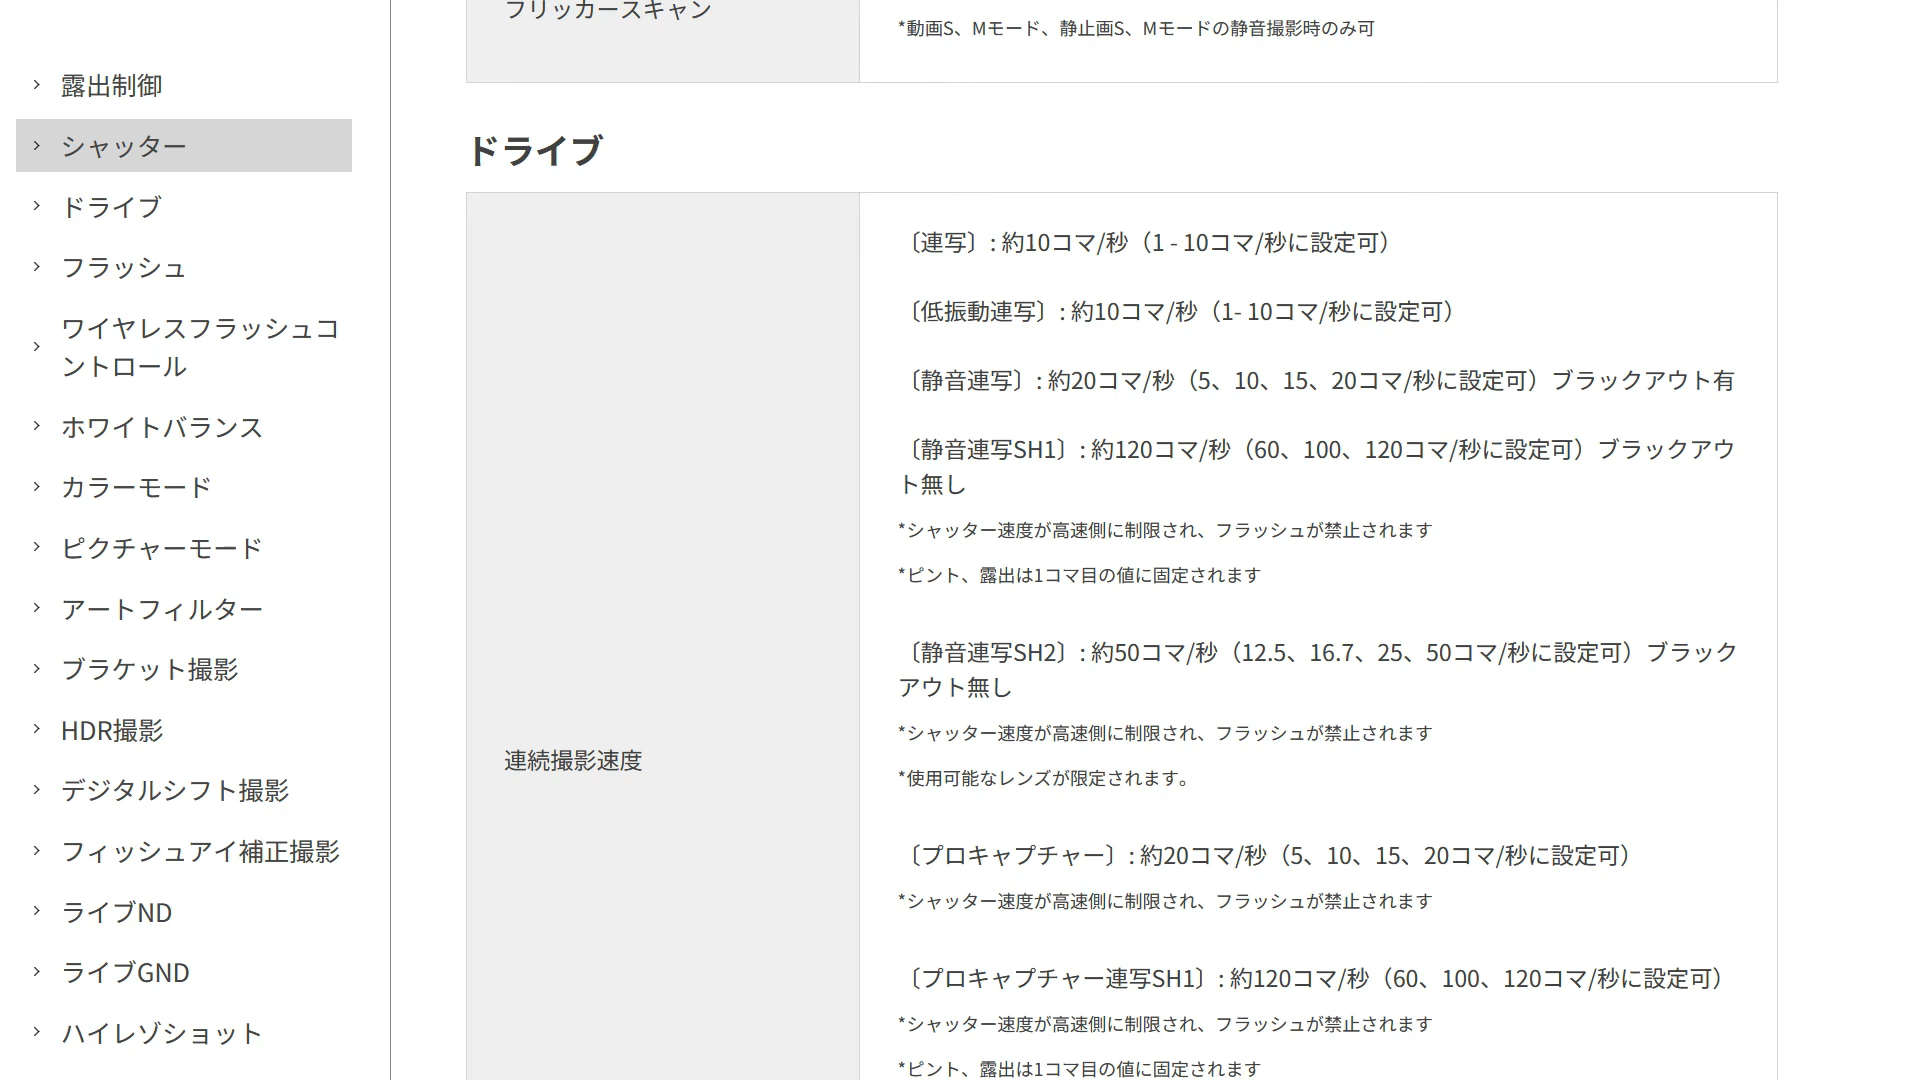 露出制御
シャッター
ドライブ
フラッシュ
ワイヤレスフラッシュコ
ントロール
ホワイトバランス
カラーモード
ピクチャーモード
アートフィルター
ブラケット撮影
HDR撮影
デジタルシフト撮影
フィッシュアイ補正撮影
ライブND
ライブGND
ハイレゾショット
フリッカースキャン
*動画S、Mモード、静止画S、Mモードの静音撮影時のみ可
ドライブ
連続撮影速度
〔連写〕: 約10コマ/秒（1 - 10コマ/秒に設定可）
〔低振動連写〕: 約10コマ/秒（1- 10コマ/秒に設定可）
〔静音連写〕: 約20コマ/秒（5、10、15、20コマ/秒に設定可）ブラックアウト有
〔静音連写SH1〕: 約120コマ/秒（60、100、120コマ/秒に設定可）ブラックアウ
ト無し
*シャッター速度が高速側に制限され、フラッシュが禁止されます
*ピント、露出は1コマ目の値に固定されます
〔静音連写SH2〕: 約50コマ/秒（12.5、16.7、25、50コマ/秒に設定可）ブラック
アウト無し
*シャッター速度が高速側に制限され、フラッシュが禁止されます
*使用可能なレンズが限定されます。
〔プロキャプチャー〕: 約20コマ/秒（5、10、15、20コマ/秒に設定可）
*シャッター速度が高速側に制限され、フラッシュが禁止されます
〔プロキャプチャー連写SH1〕: 約120コマ/秒（60、100、120コマ/秒に設定可）
*シャッター速度が高速側に制限され、フラッシュが禁止されます
*ピント、露出は1コマ目の値に固定されます